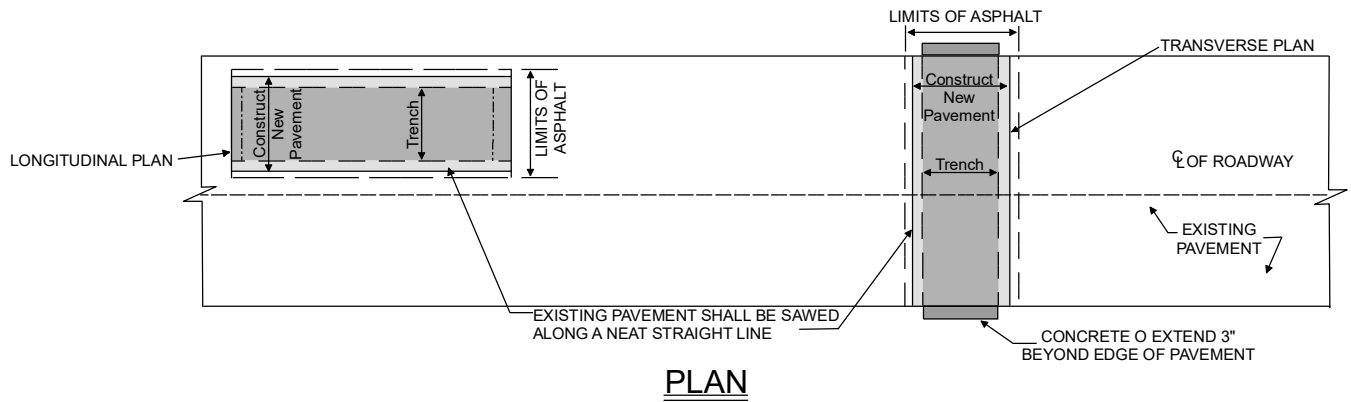 LIMITS OF ASPHALT
TRANSVERSE PLAN
Construct
New
Pavement
Trench
LIMITS OF
ASPHALT
LONGITUDINAL PLAN
Construct
New
Pavement
Trench
℄ OF ROADWAY
EXISTING
PAVEMENT
EXISTING PAVEMENT SHALL BE SAWED
ALONG A NEAT STRAIGHT LINE
CONCRETE O EXTEND 3"
BEYOND EDGE OF PAVEMENT
PLAN